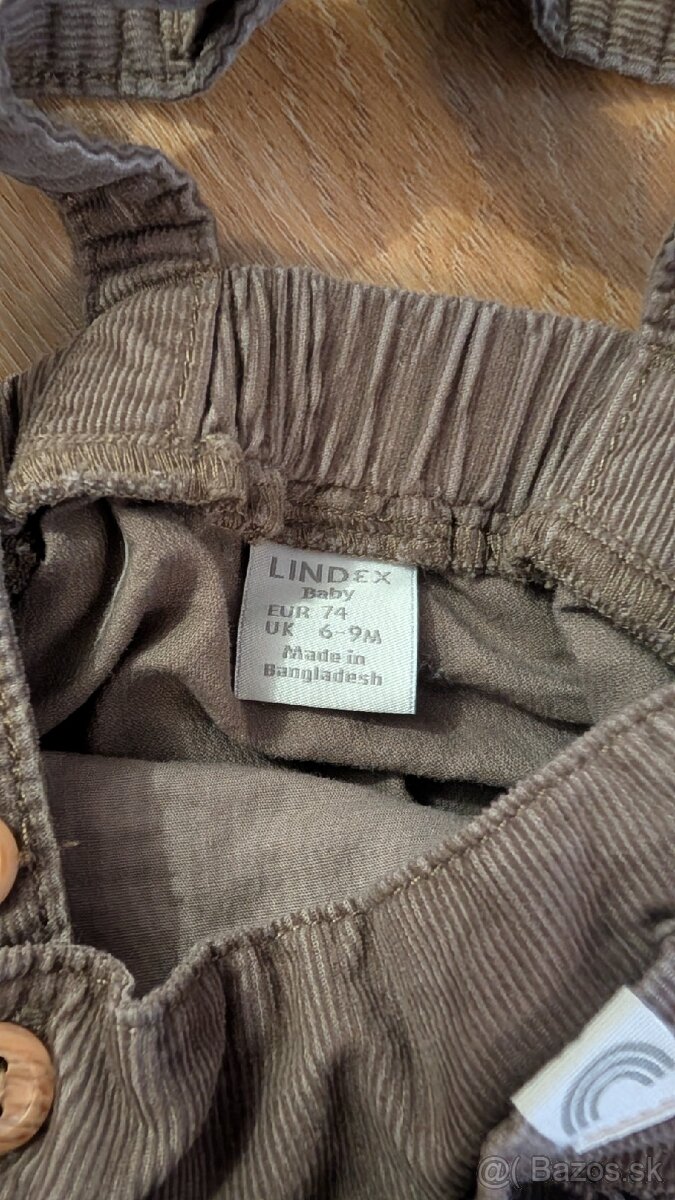 LINDEX
Baby
EUR 74
UK 6-9M
Made in
Bangladesh
@( Bazos.sk